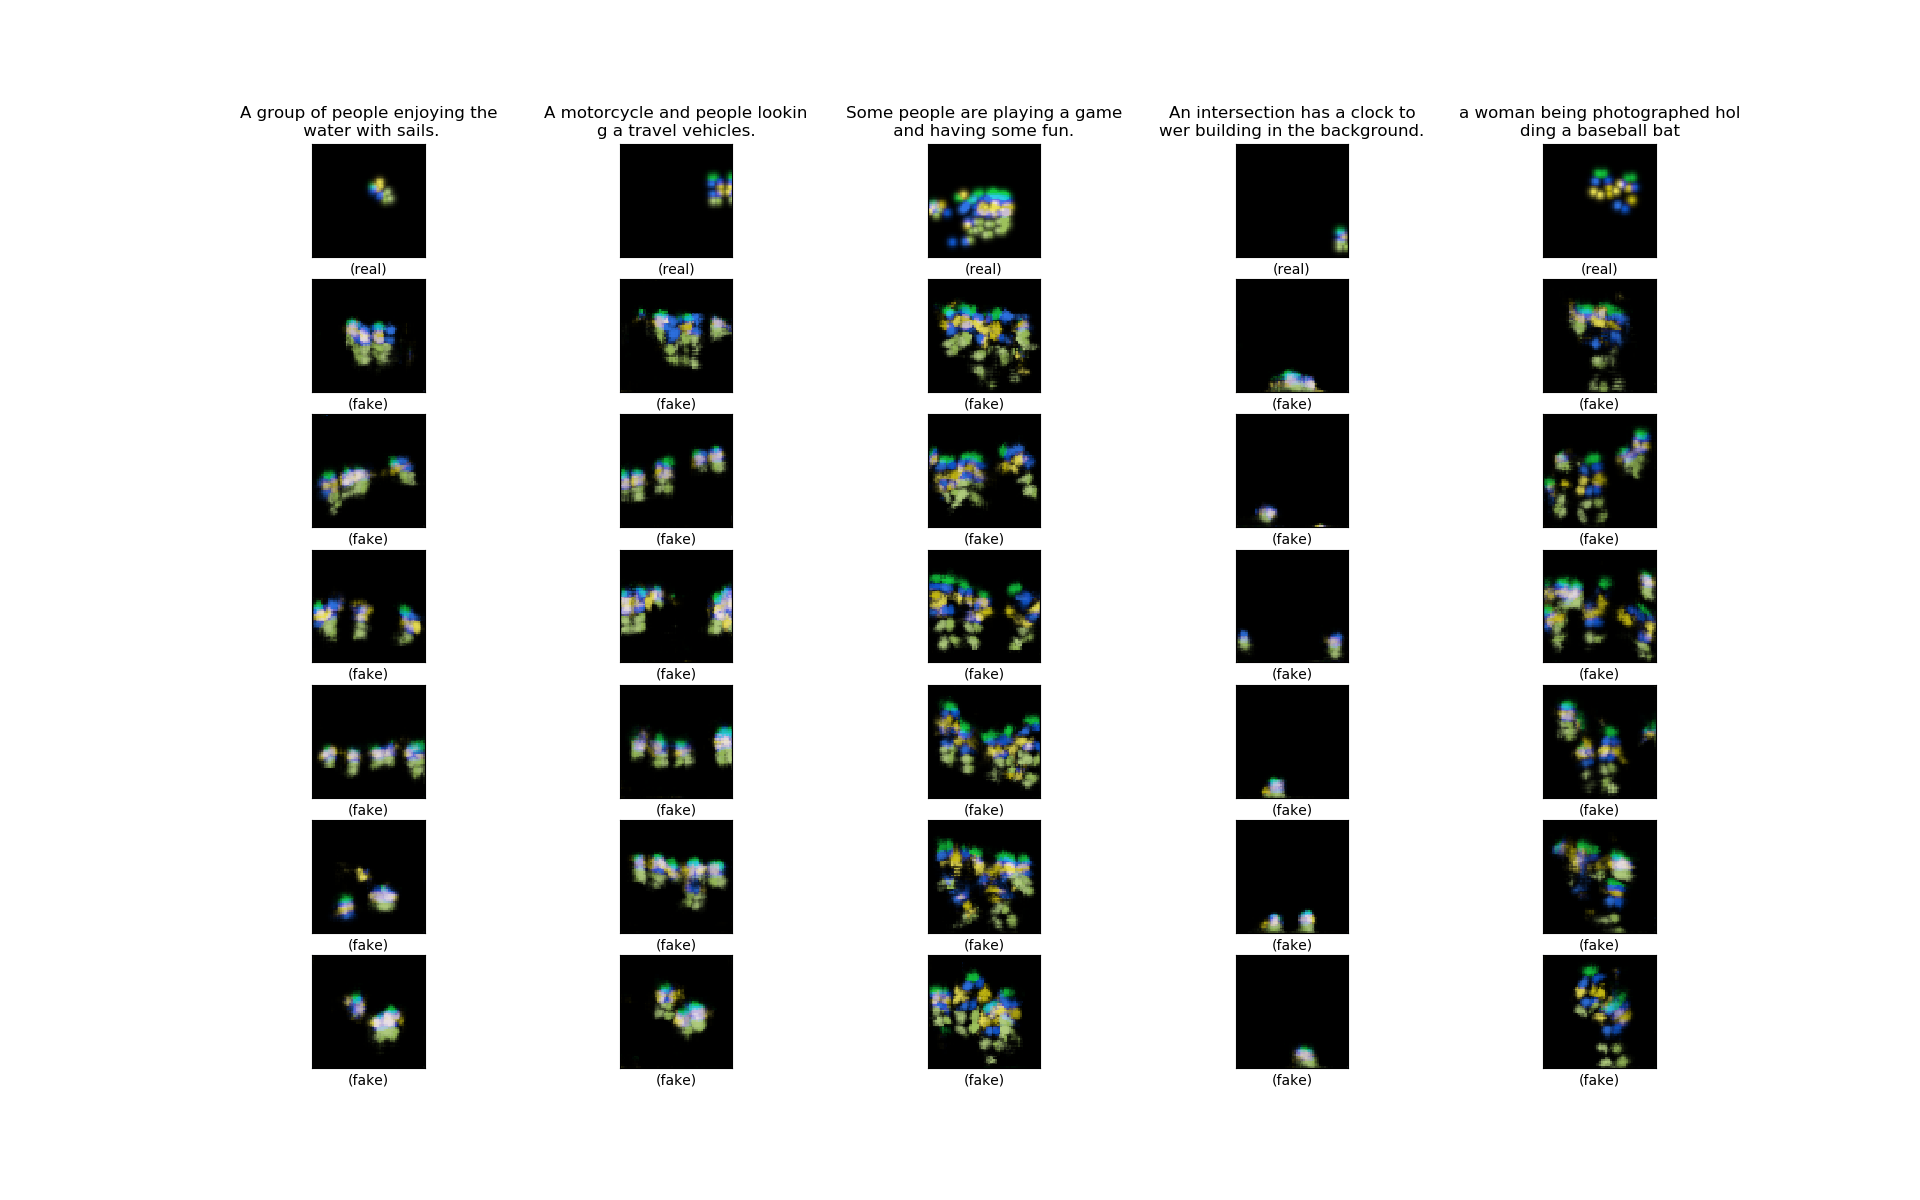 A group of people enjoying the
water with sails.
A motorcycle and people lookin
g a travel vehicles.
Some people are playing a game
and having some fun.
An intersection has a clock to
wer building in the background.
a woman being photographed hol
ding a baseball bat
(real) (real) (real) (real) (real)
(fake) (fake) (fake) (fake) (fake)
(fake) (fake) (fake) (fake) (fake)
(fake) (fake) (fake) (fake) (fake)
(fake) (fake) (fake) (fake) (fake)
(fake) (fake) (fake) (fake) (fake)
(fake) (fake) (fake) (fake) (fake)